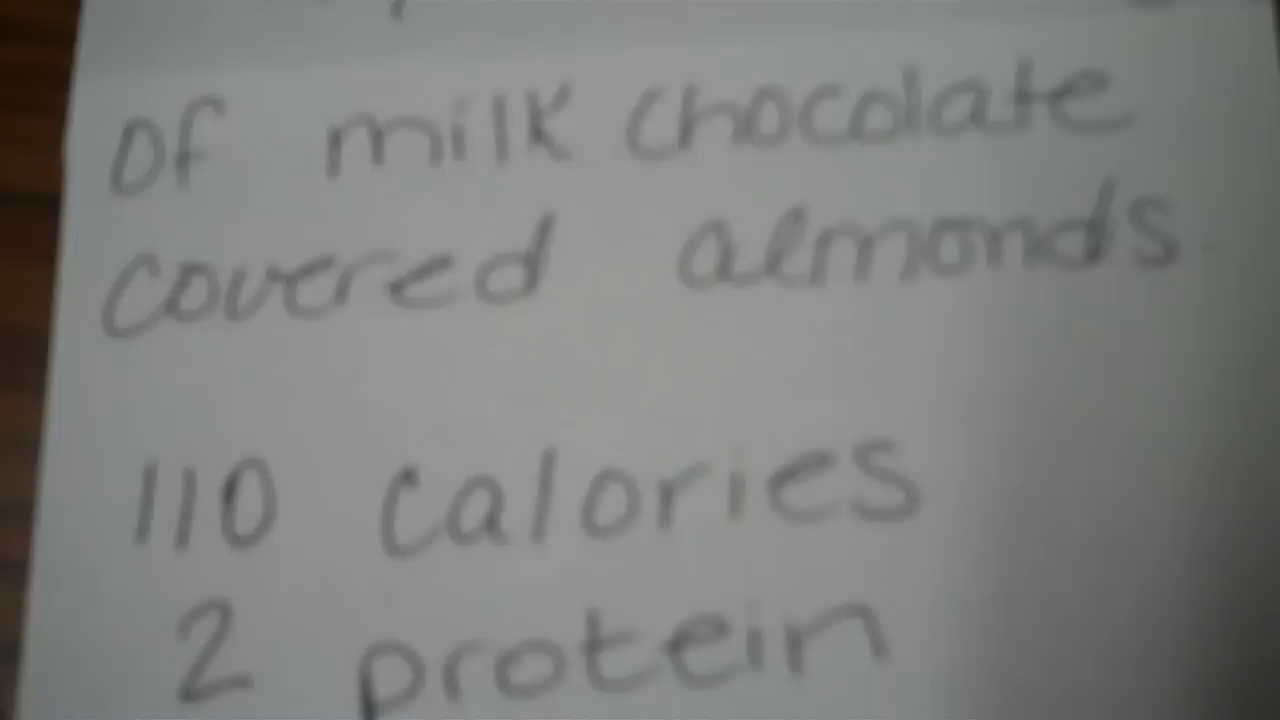 of milk chocolate
covered almonds.
110 calories
2 protein